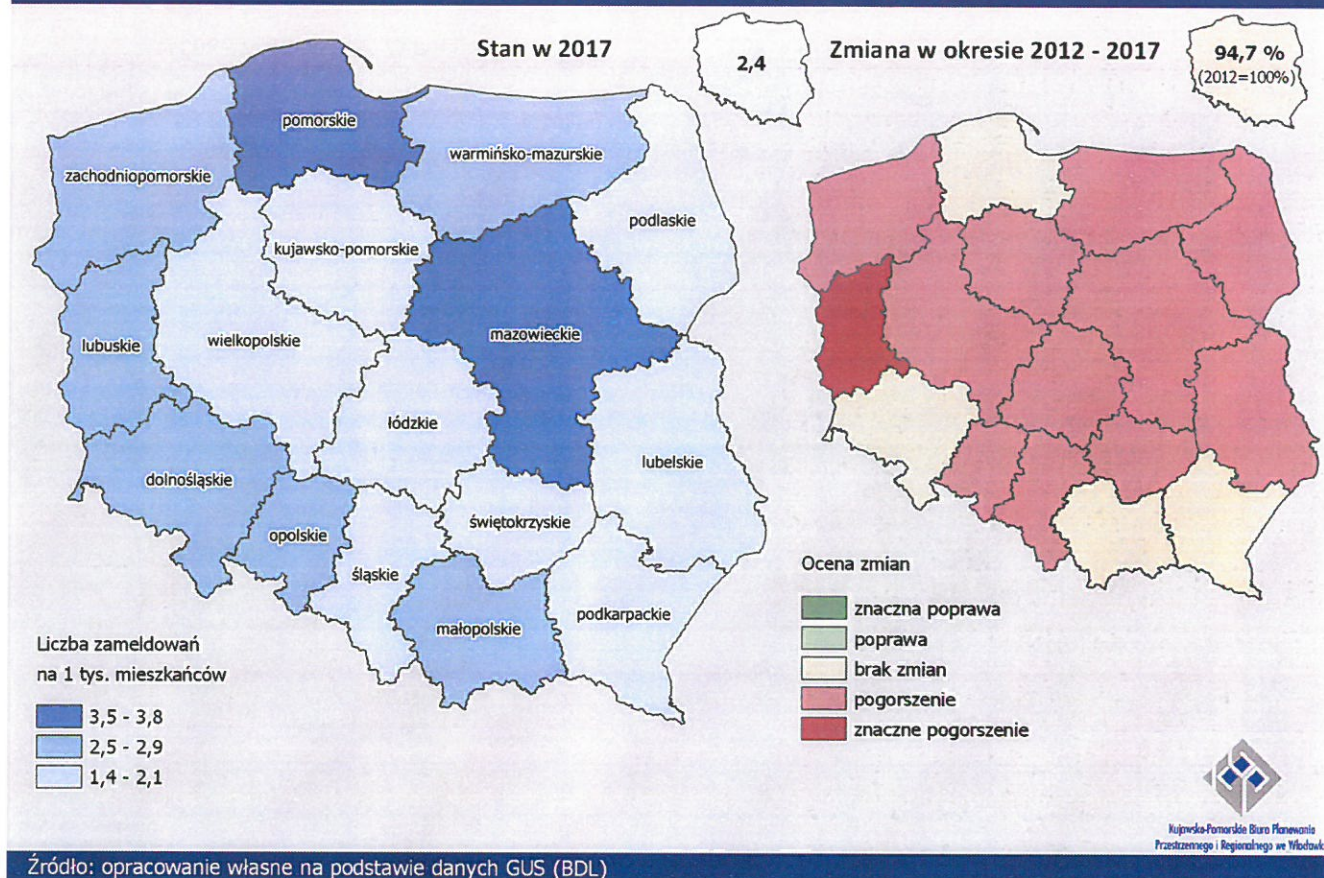 Stan w 2017
2,4
Zmiana w okresie 2012 - 2017
94,7 %
(2012=100%)
pomorskie
warmińsko-mazurskie
zachodniopomorskie
podlaskie
kujawsko-pomorskie
mazowieckie
lubuskie
wielkopolskie
łódzkie
lubelskie
dolnośląskie
świętokrzyskie
opolskie
śląskie
podkarpackie
małopolskie
Liczba zameldowań
na 1 tys. mieszkańców
3,5 - 3,8
2,5 - 2,9
1,4 - 2,1
Ocena zmian
znaczna poprawa
poprawa
brak zmian
pogorszenie
znaczne pogorszenie
Kujawsko-Pomorskie Biuro Planowania
Przestrzennego i Regionalnego we Włocławku
Źródło: opracowanie własne na podstawie danych GUS (BDL)